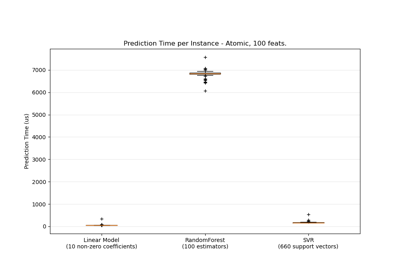 Prediction Time per Instance - Atomic, 100 feats.
7000
6000
5000
4000
3000
2000
1000
0
Prediction Time (us)
Linear Model
(10 non-zero coefficients)
RandomForest
(100 estimators)
SVR
(660 support vectors)